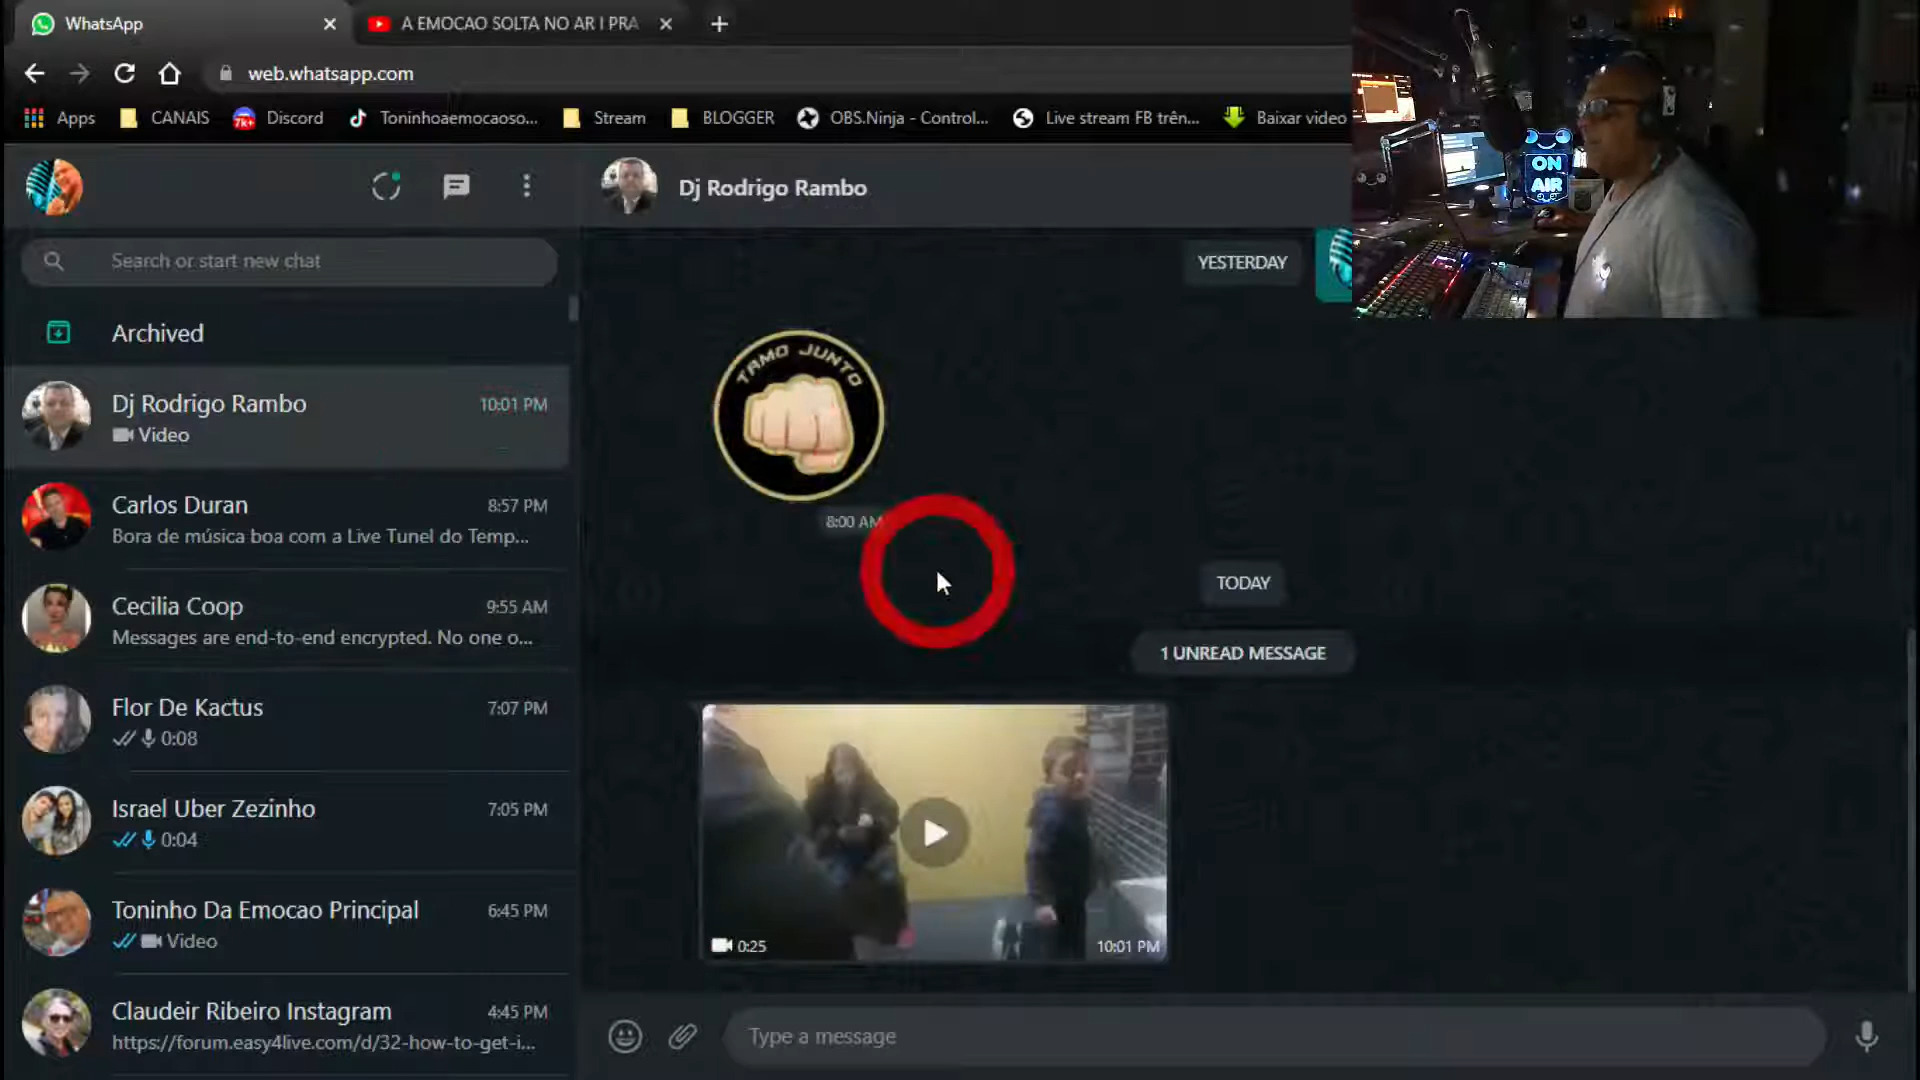 WhatsApp
A EMOCAO SOLTA NO AR I PRA
web.whatsapp.com
Apps
CANAIS
7k+
Discord
Toninhoaemocaoso...
Stream
BLOGGER
OBS.Ninja - Control...
Live stream FB trên...
Baixar video
ON
AIR
Dj Rodrigo Rambo
Search or start new chat
YESTERDAY
Archived
TAMO JUNTO
8:00 AM
Dj Rodrigo Rambo
10:01 PM
Video
Carlos Duran
8:57 PM
Bora de música boa com a Live Tunel do Temp...
TODAY
Cecilia Coop
9:55 AM
Messages are end-to-end encrypted. No one o...
1 UNREAD MESSAGE
Flor De Kactus
7:07 PM
0:08
Israel Uber Zezinho
7:05 PM
0:04
Toninho Da Emocao Principal
6:45 PM
Video
0:25
10:01 PM
Claudeir Ribeiro Instagram
4:45 PM
https://forum.easy4live.com/d/32-how-to-get-i...
Type a message